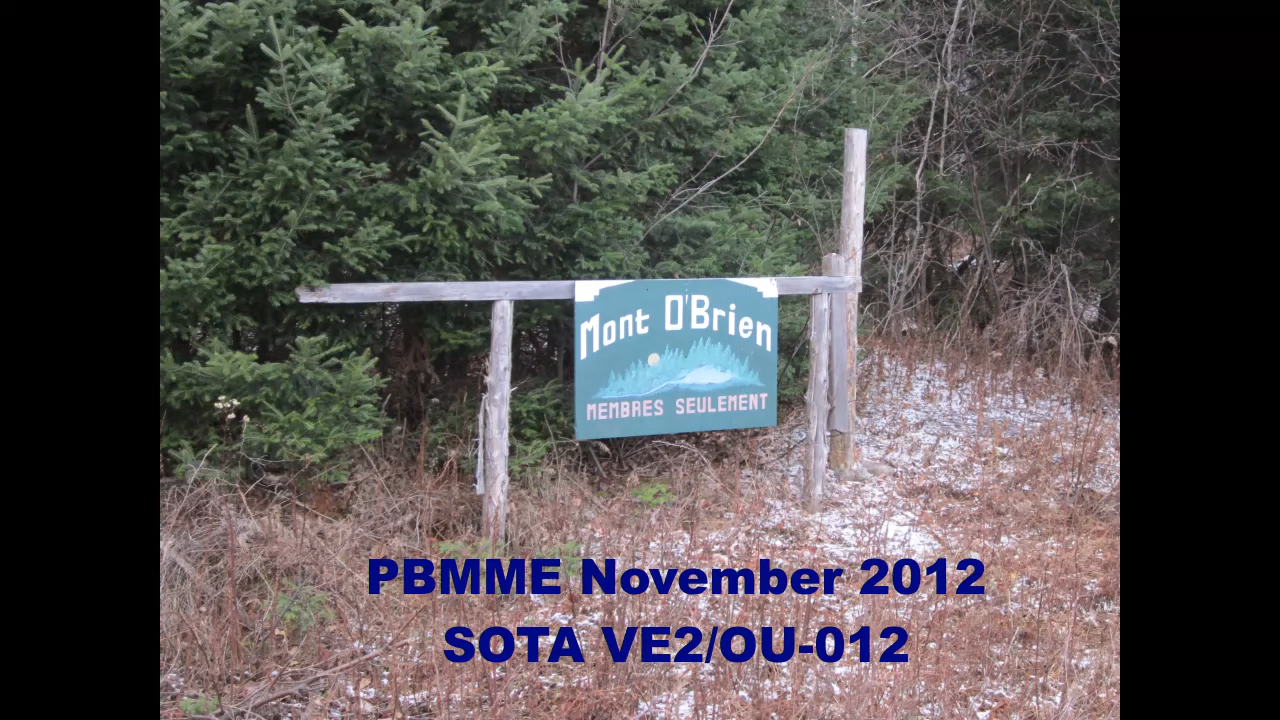 Mont O'Brien
MEMBRES SEULEMENT
PBMME November 2012
SOTA VE2/OU-012